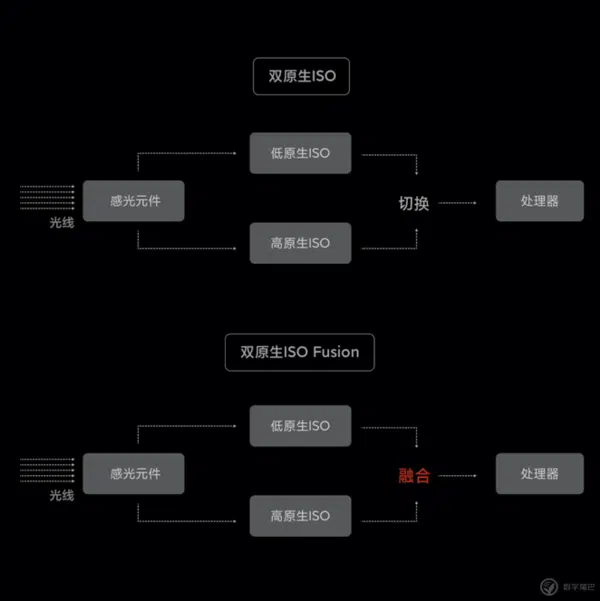 双原生ISO
低原生ISO
感光元件
切换
处理器
光线
高原生ISO
双原生ISO Fusion
低原生ISO
感光元件
融合
处理器
光线
高原生ISO
数字尾巴